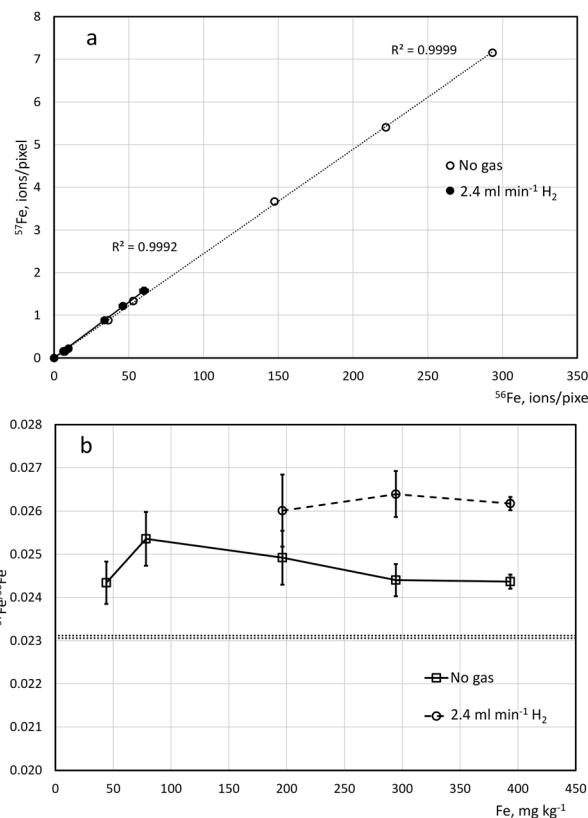 a
8
7
6
5
4
3
2
1
0
⁵⁷Fe, ions/pixel
R² = 0.9999
No gas
2.4 ml min⁻¹ H₂
R² = 0.9992
0 50 100 150 200 250 300 350
⁵⁶Fe, ions/pixe
b
0.028
0.027
0.026
0.025
0.024
0.023
0.022
0.021
0.020
No gas
2.4 ml min⁻¹ H₂
0 50 100 150 200 250 300 350 400 450
Fe, mg kg⁻¹